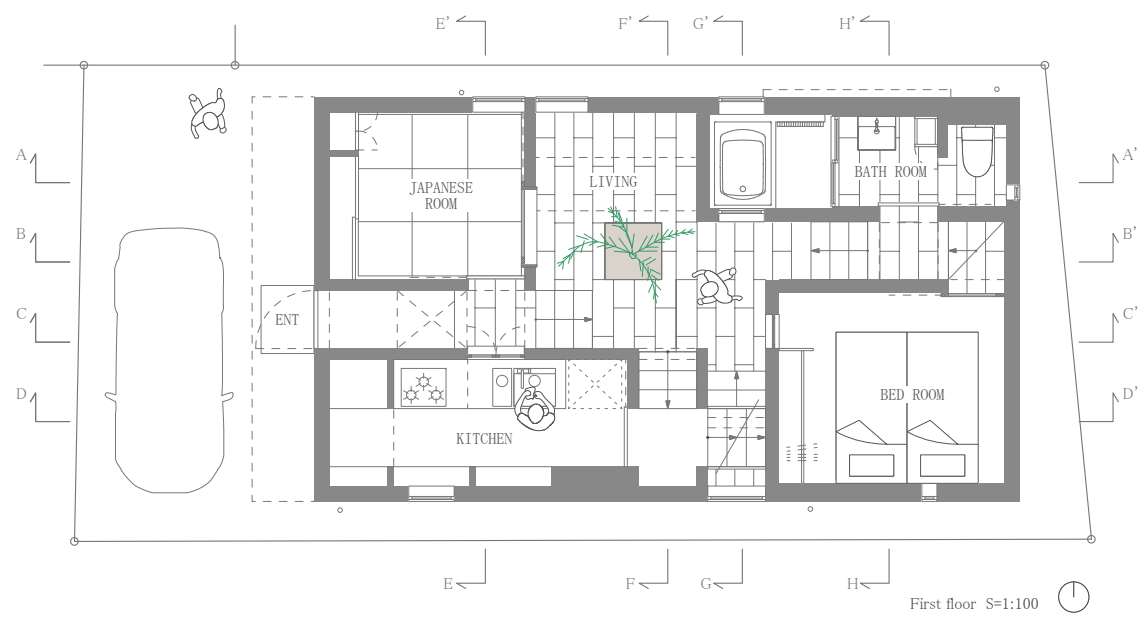 E' F' G' H'
A A'
JAPANESE
ROOM
LIVING
BATH ROOM
B B'
C C'
ENT
D D'
BED ROOM
KITCHEN
E F G H
First floor S=1:100